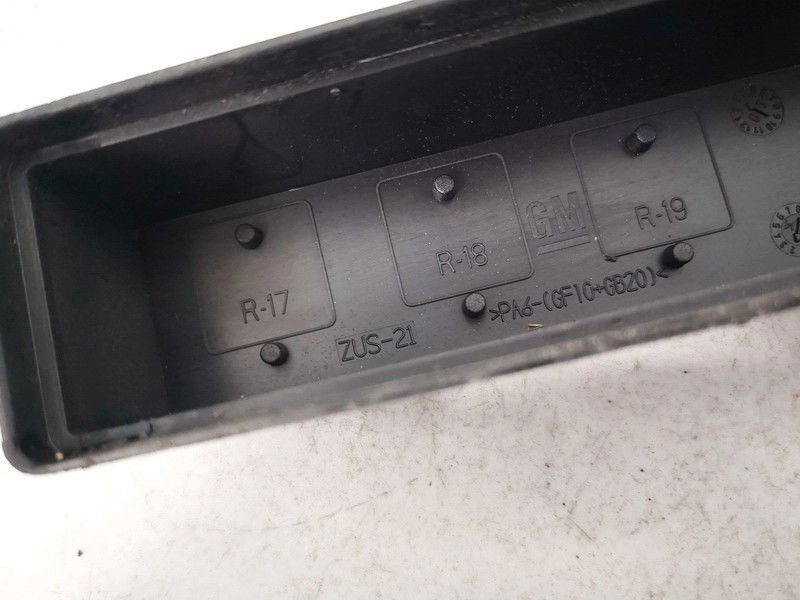 R-17
R-18
GM
R-19
ZUS-21
>PA6-(GF10+GB20)<